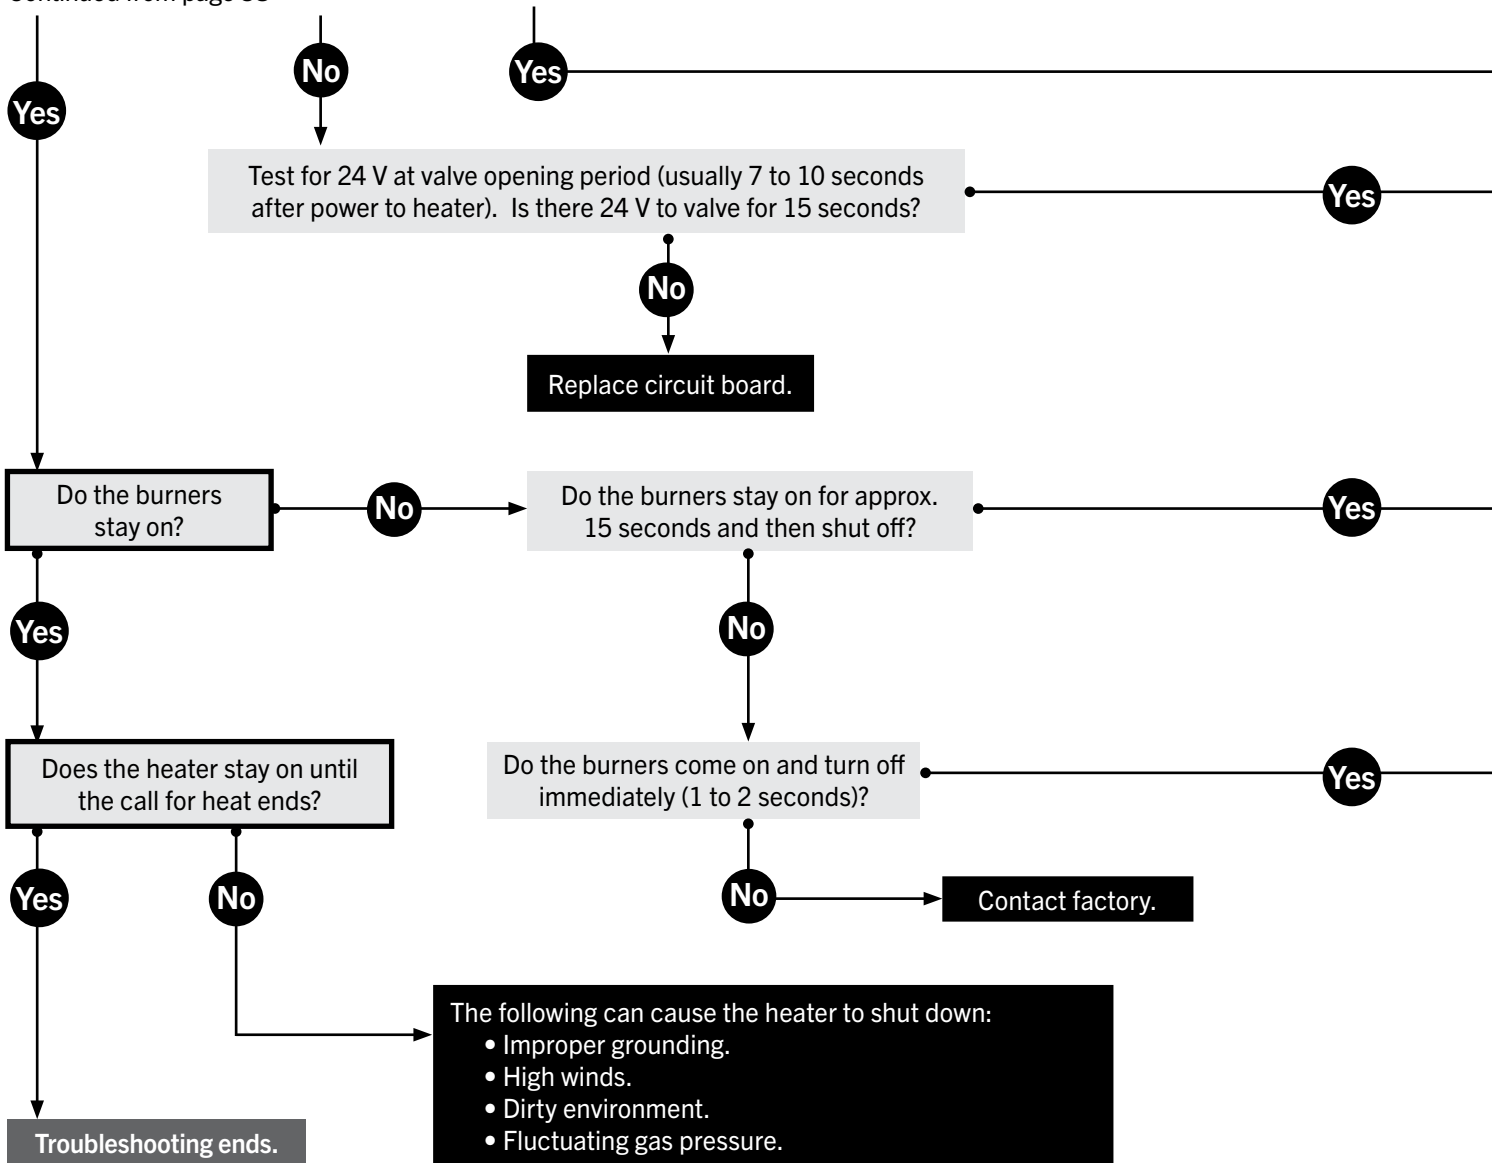 No
Yes
Yes
Test for 24 V at valve opening period (usually 7 to 10 seconds
after power to heater). Is there 24 V to valve for 15 seconds?
Yes
No
Replace circuit board.
Do the burners
stay on?
No
Do the burners stay on for approx.
15 seconds and then shut off?
Yes
Yes
No
Does the heater stay on until
the call for heat ends?
Do the burners come on and turn off
immediately (1 to 2 seconds)?
Yes
Yes
No
No
Contact factory.
The following can cause the heater to shut down:
• Improper grounding.
• High winds.
• Dirty environment.
• Fluctuating gas pressure.
Troubleshooting ends.